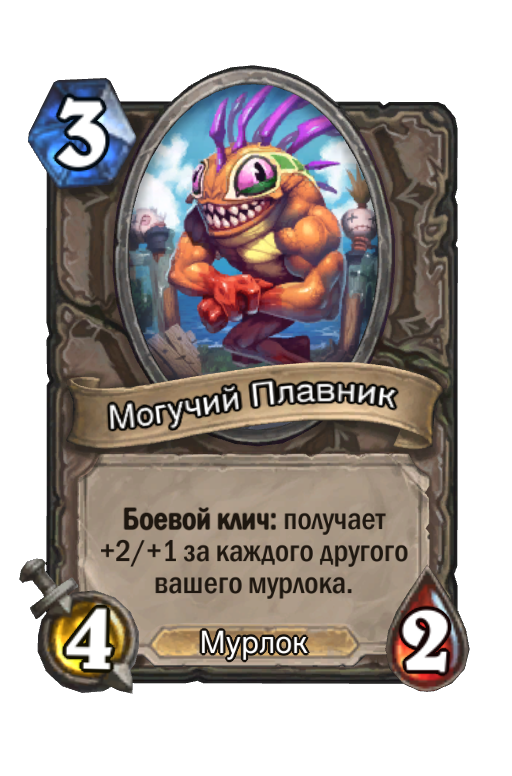 3
Могучий Плавник
Боевой клич: получает
+2/+1 за каждого другого
вашего мурлока.
4
Мурлок
2